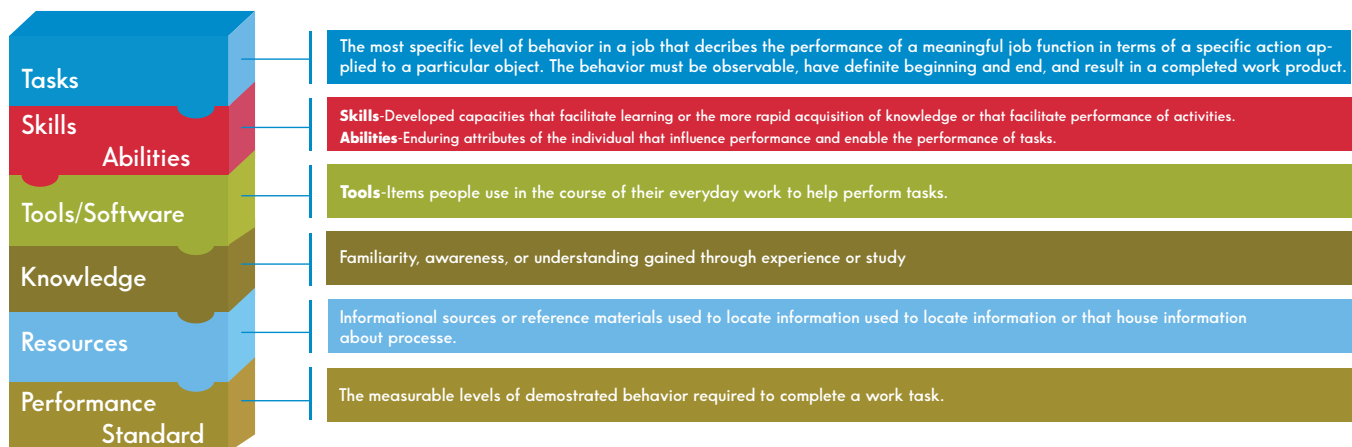 Tasks
The most specific level of behavior in a job that decribes the performance of a meaningful job function in terms of a specific action ap-
plied to a particular object. The behavior must be observable, have definite beginning and end, and result in a completed work product.
Skills
Abilities
Skills-Developed capacities that facilitate learning or the more rapid acquisition of knowledge or that facilitate performance of activities.
Abilities-Enduring attributes of the individual that influence performance and enable the performance of tasks.
Tools/Software
Tools-Items people use in the course of their everyday work to help perform tasks.
Knowledge
Familiarity, awareness, or understanding gained through experience or study
Resources
Informational sources or reference materials used to locate information used to locate information or that house information
about processe.
Performance
Standard
The measurable levels of demostrated behavior required to complete a work task.